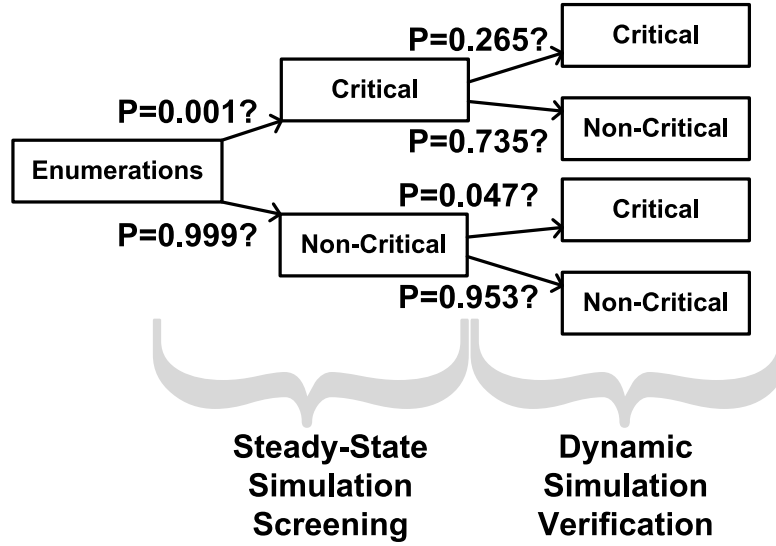 P=0.265?
Critical
Critical
P=0.001?
Non-Critical
P=0.735?
Enumerations
P=0.047?
Critical
P=0.999?
Non-Critical
P=0.953?
Non-Critical
Steady-State
Simulation
Screening
Dynamic
Simulation
Verification